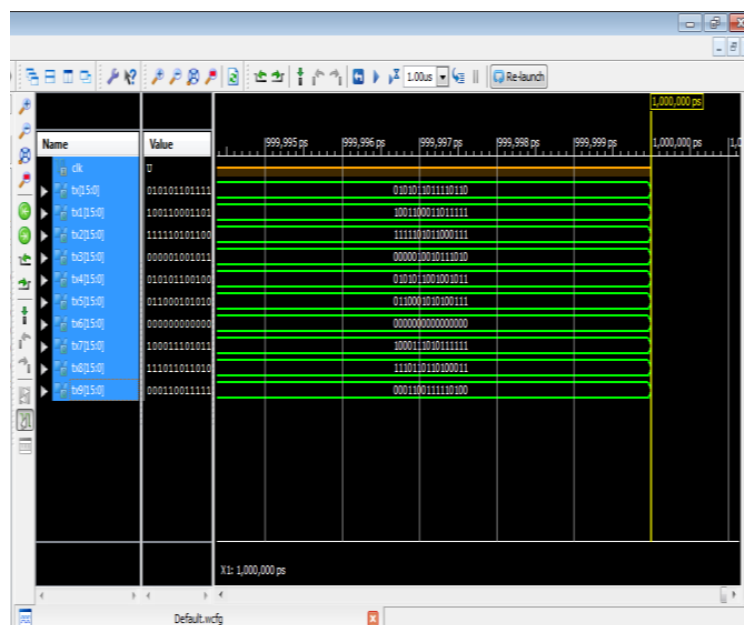 1.00us Re-launch
1,000,000 ps
Name Value 999,995 ps 999,996 ps 999,997 ps 999,998 ps 999,999 ps 1,000,000 ps 1,0
clk U
tx[15:0] 010101101111 0101011011110110
tx1[15:0] 100110001101 1001100011011111
tx2[15:0] 111110101100 1111101011000111
tx3[15:0] 000001001011 0000010010111010
tx4[15:0] 010101100100 0101011001001011
tx5[15:0] 011000101010 0110001010100111
tx6[15:0] 000000000000 0000000000000000
tx7[15:0] 100011101011 1000111010111111
tx8[15:0] 111011011010 1110110110100011
tx9[15:0] 000110011111 0001100111110100
X1: 1,000,000 ps
Default.wcfg